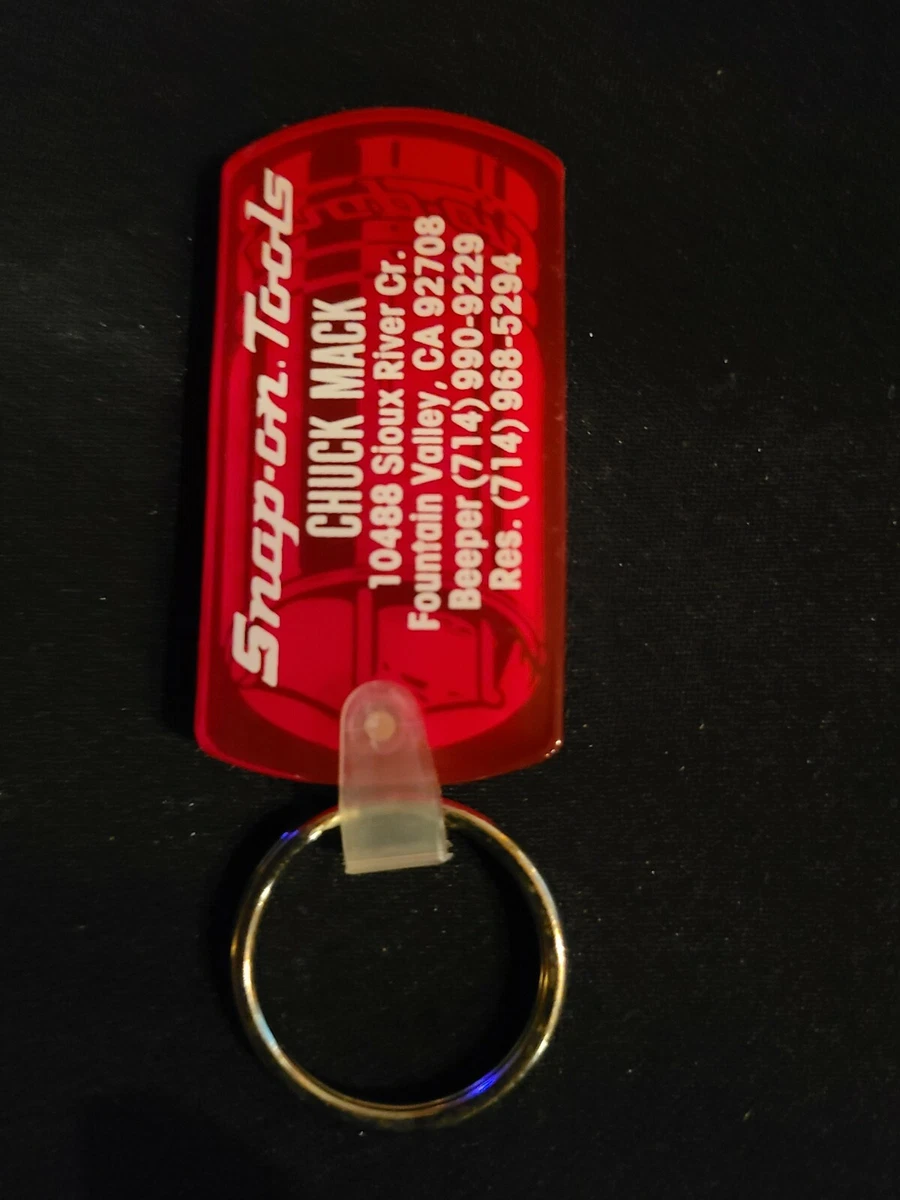 Snap-on Tools
CHUCK MACK
10488 Sioux River Cr.
Fountain Valley, CA 92708
Beeper (714) 990-9229
Res. (714) 968-5294